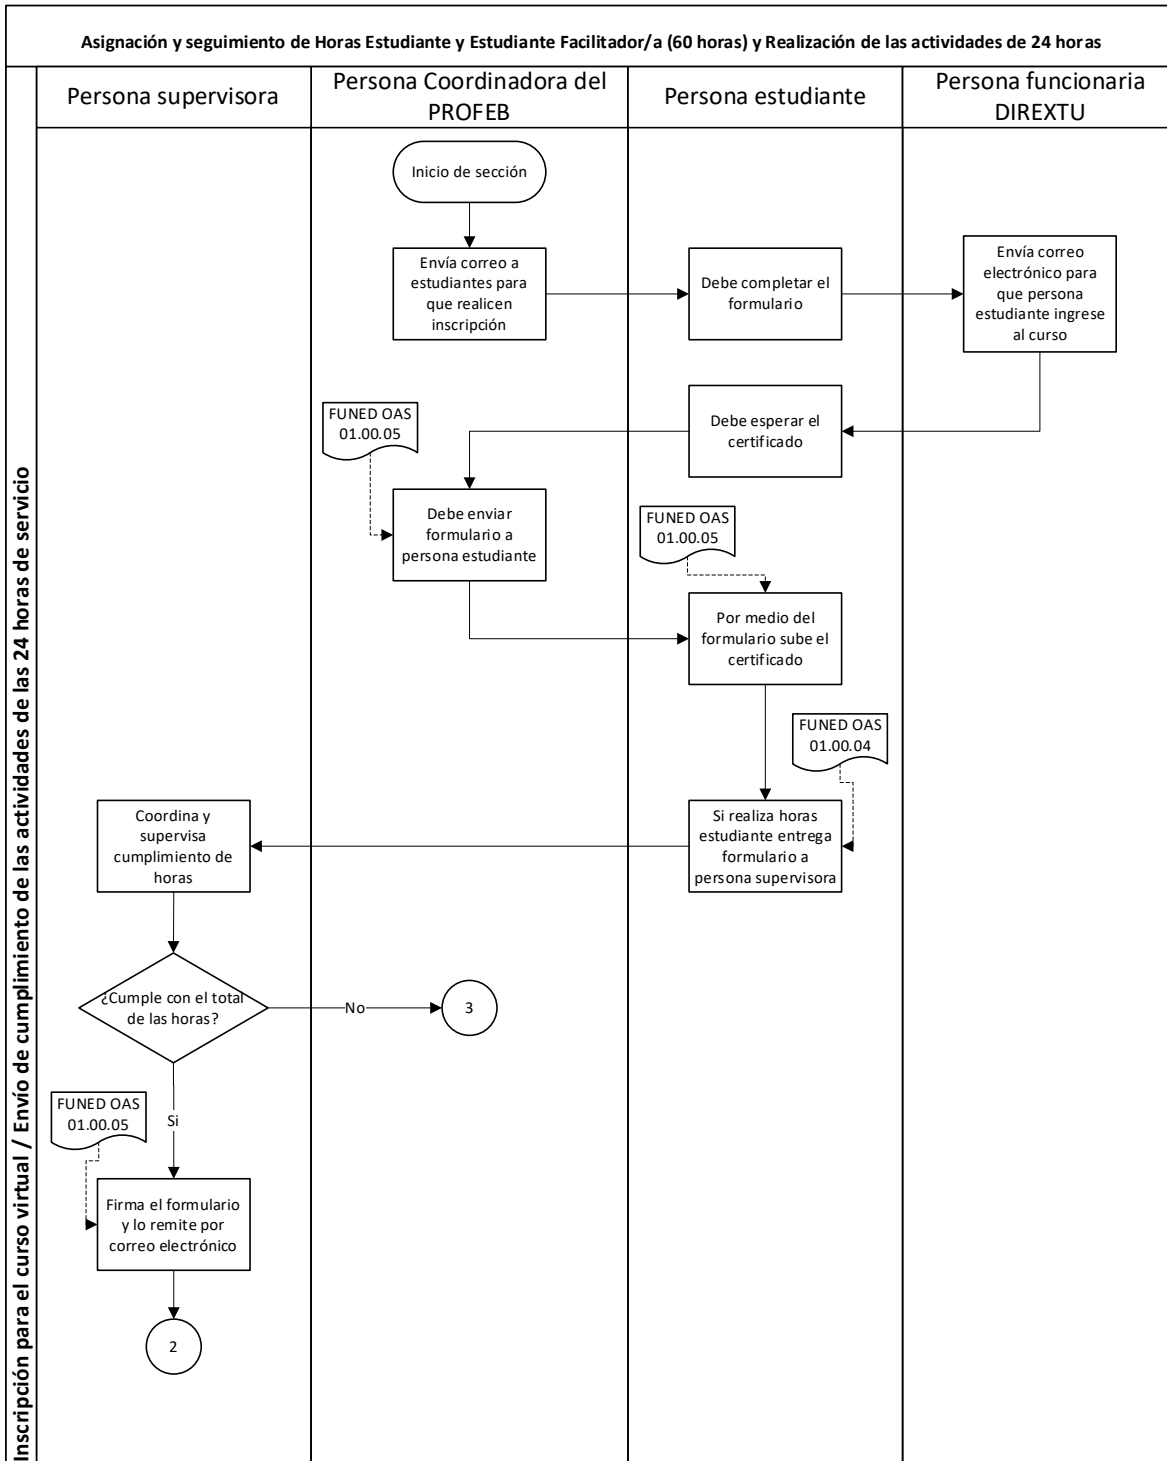 Asignación y seguimiento de Horas Estudiante y Estudiante Facilitador/a (60 horas) y Realización de las actividades de 24 horas
Inscripción para el curso virtual / Envío de cumplimiento de las actividades de las 24 horas de servicio
Persona supervisora
Persona Coordinadora del
PROFEB
Persona estudiante
Persona funcionaria
DIREXTU
Inicio de sección
Envía correo a
estudiantes para
que realicen
inscripción
Debe completar el
formulario
Envía correo
electrónico para
que persona
estudiante ingrese
al curso
Debe esperar el
certificado
FUNED OAS
01.00.05
Debe enviar
formulario a
persona estudiante
FUNED OAS
01.00.05
Por medio del
formulario sube el
certificado
FUNED OAS
01.00.04
Si realiza horas
estudiante entrega
formulario a
persona supervisora
Coordina y
supervisa
cumplimiento de
horas
¿Cumple con el total
de las horas?
No
3
Si
FUNED OAS
01.00.05
Firma el formulario
y lo remite por
correo electrónico
2